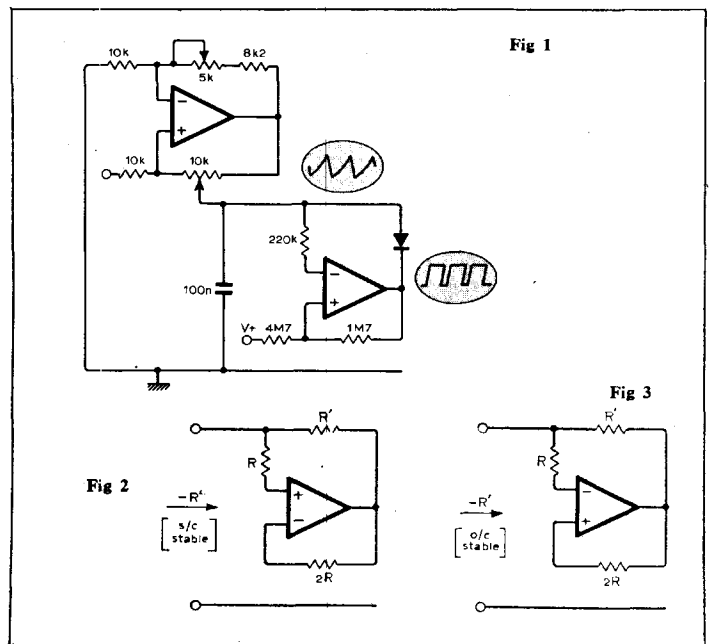 Fig 1
10k
5k
8k2
−
+
10k
10k
220k
−
+
100n
V+
4M7
1M7
Fig 3
R'
R'
R
R
Fig 2
+
−
−
+
[ s/c stable ]
−R'
[ o/c stable ]
2R
2R